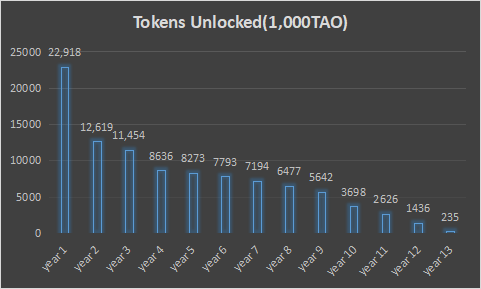 Tokens Unlocked(1,000TAO)
25000
20000
15000
10000
5000
0
22,918
12,619
11,454
8636
8273
7793
7194
6477
5642
3698
2626
1436
235
year 1
year 2
year 3
year 4
year 5
year 6
year 7
year 8
year 9
year 10
year 11
year 12
year 13